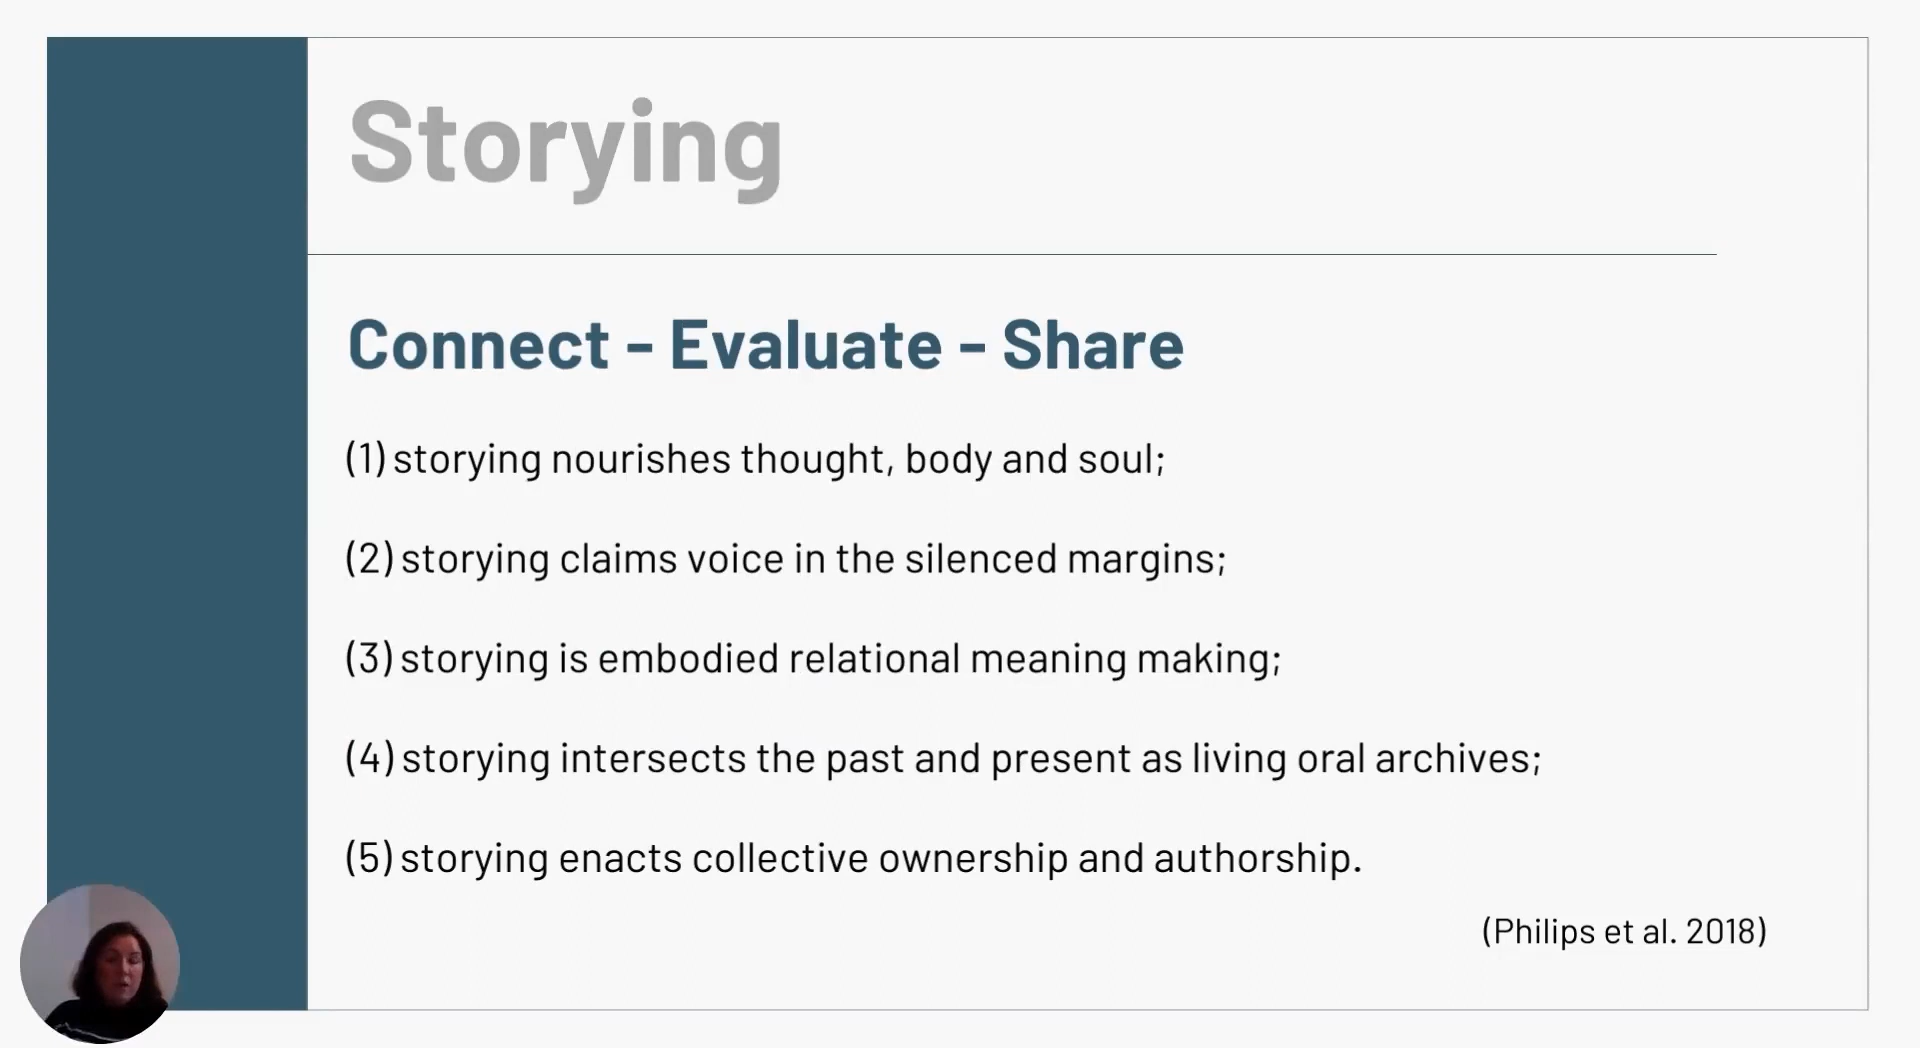 Storying
Connect - Evaluate - Share
(1) storying nourishes thought, body and soul;
(2) storying claims voice in the silenced margins;
(3) storying is embodied relational meaning making;
(4) storying intersects the past and present as living oral archives;
(5) storying enacts collective ownership and authorship.
(Philips et al. 2018)